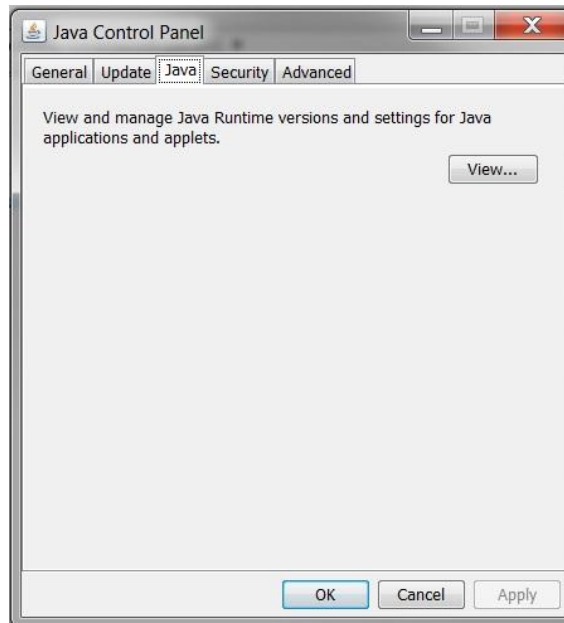 Java Control Panel
General Update Java Security Advanced
View and manage Java Runtime versions and settings for Java
applications and applets.
View...
OK Cancel Apply